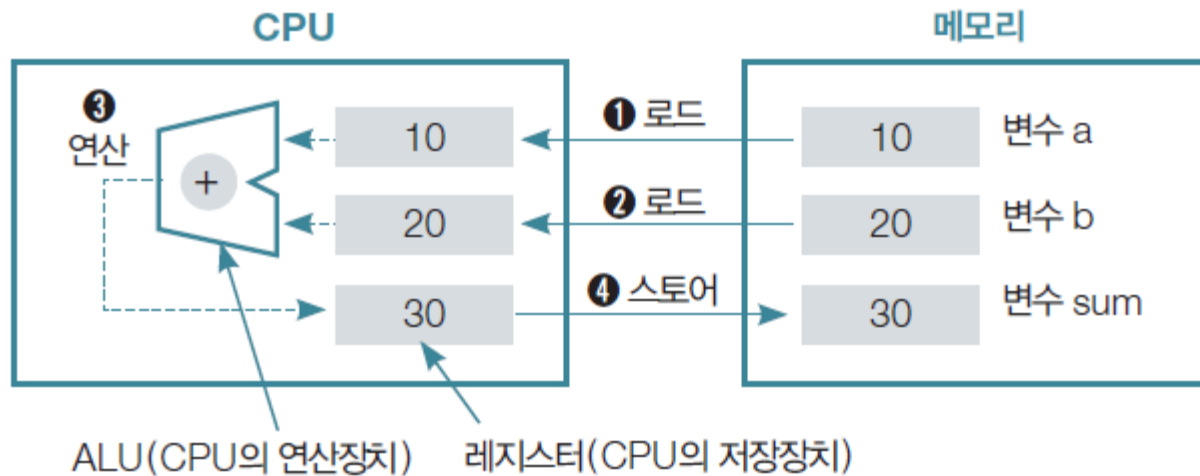 CPU
메모리
❸
연산
+
10
❶ 로드
10
변수 a
20
❷ 로드
20
변수 b
30
❹ 스토어
30
변수 sum
ALU(CPU의 연산장치)
레지스터(CPU의 저장장치)